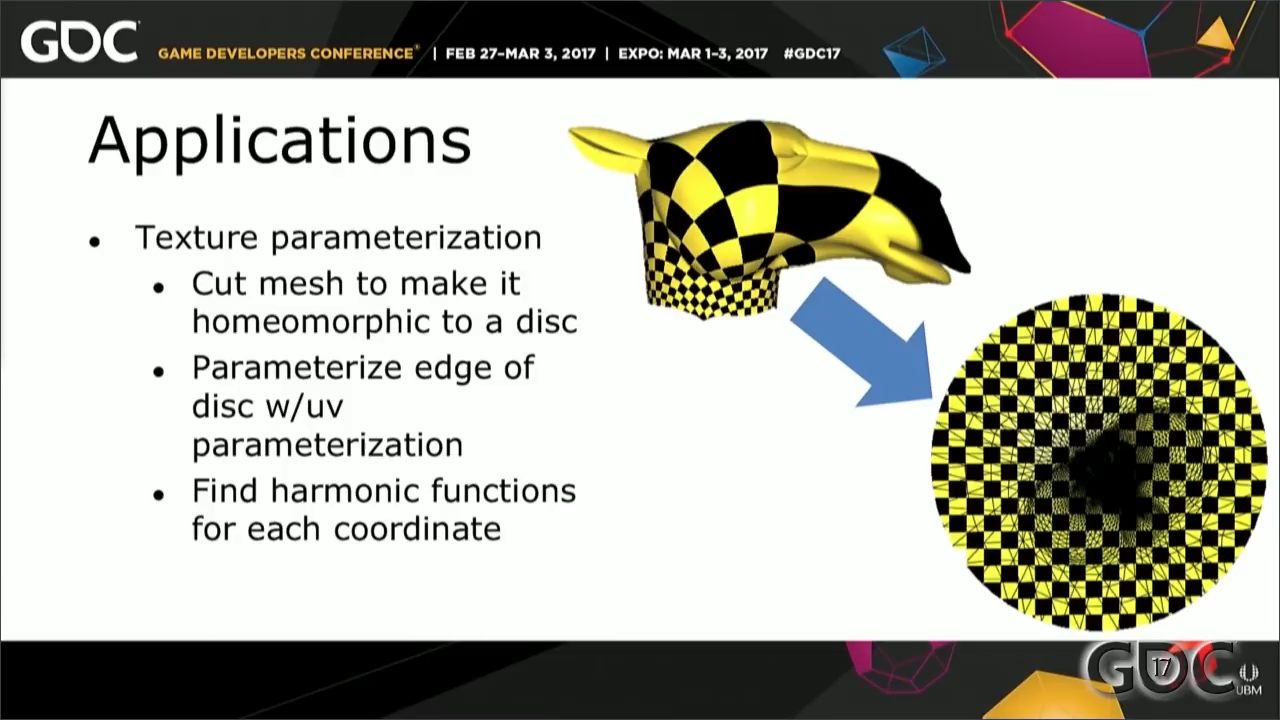 GDC GAME DEVELOPERS CONFERENCE® | FEB 27–MAR 3, 2017 | EXPO: MAR 1–3, 2017 #GDC17
Applications
• Texture parameterization
• Cut mesh to make it
homeomorphic to a disc
• Parameterize edge of
disc w/uv
parameterization
• Find harmonic functions
for each coordinate
GDC 17
UBM